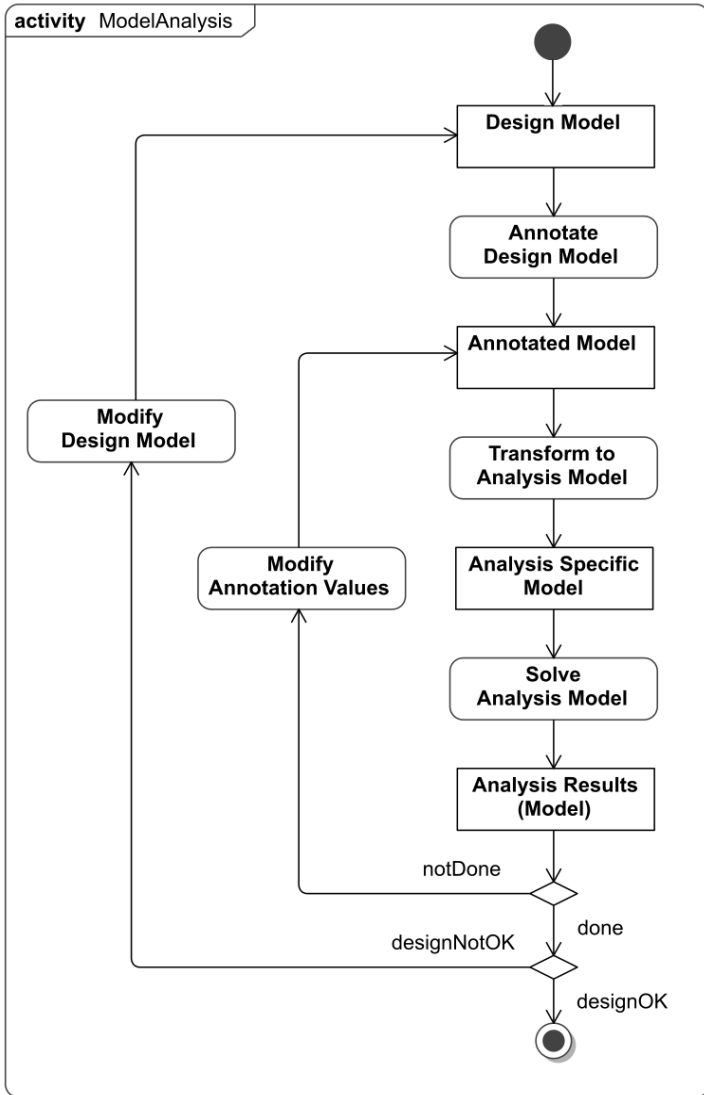 activity ModelAnalysis
Design Model
Annotate
Design Model
Annotated Model
Modify
Design Model
Transform to
Analysis Model
Modify
Annotation Values
Analysis Specific
Model
Solve
Analysis Model
Analysis Results
(Model)
notDone
done
designNotOK
designOK